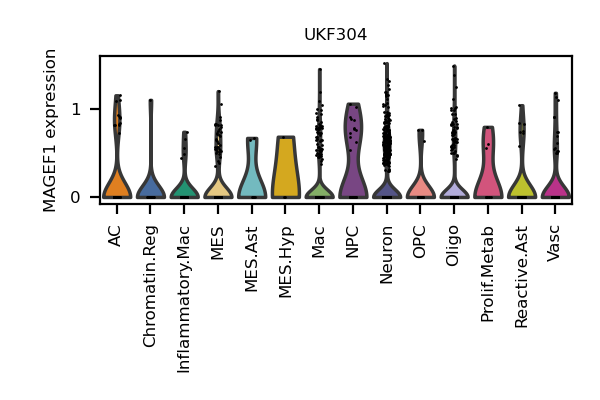 UKF304
MAGEF1 expression
1
0
AC
Chromatin.Reg
Inflammatory.Mac
MES
MES.Ast
MES.Hyp
Mac
NPC
Neuron
OPC
Oligo
Prolif.Metab
Reactive.Ast
Vasc